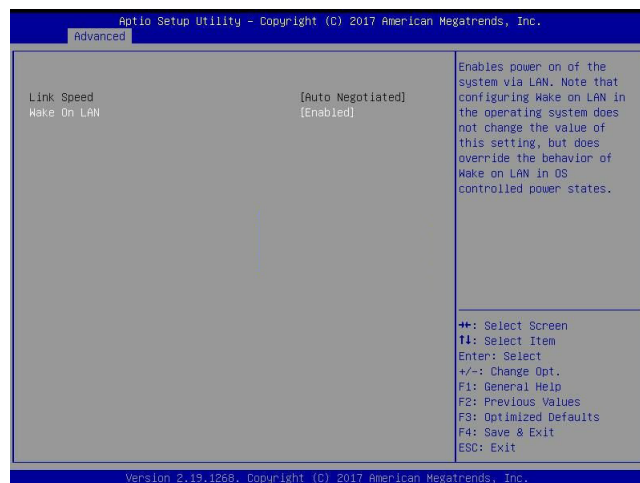 Aptio Setup Utility – Copyright (C) 2017 American Megatrends, Inc.
Advanced
Link Speed [Auto Negotiated]
Wake On LAN [Enabled]
Enables power on of the
system via LAN. Note that
configuring Wake on LAN in
the operating system does
not change the value of
this setting, but does
override the behavior of
Wake on LAN in OS
controlled power states.
→←: Select Screen
↑↓: Select Item
Enter: Select
+/-: Change Opt.
F1: General Help
F2: Previous Values
F3: Optimized Defaults
F4: Save & Exit
ESC: Exit
Version 2.19.1268. Copyright (C) 2017 American Megatrends, Inc.